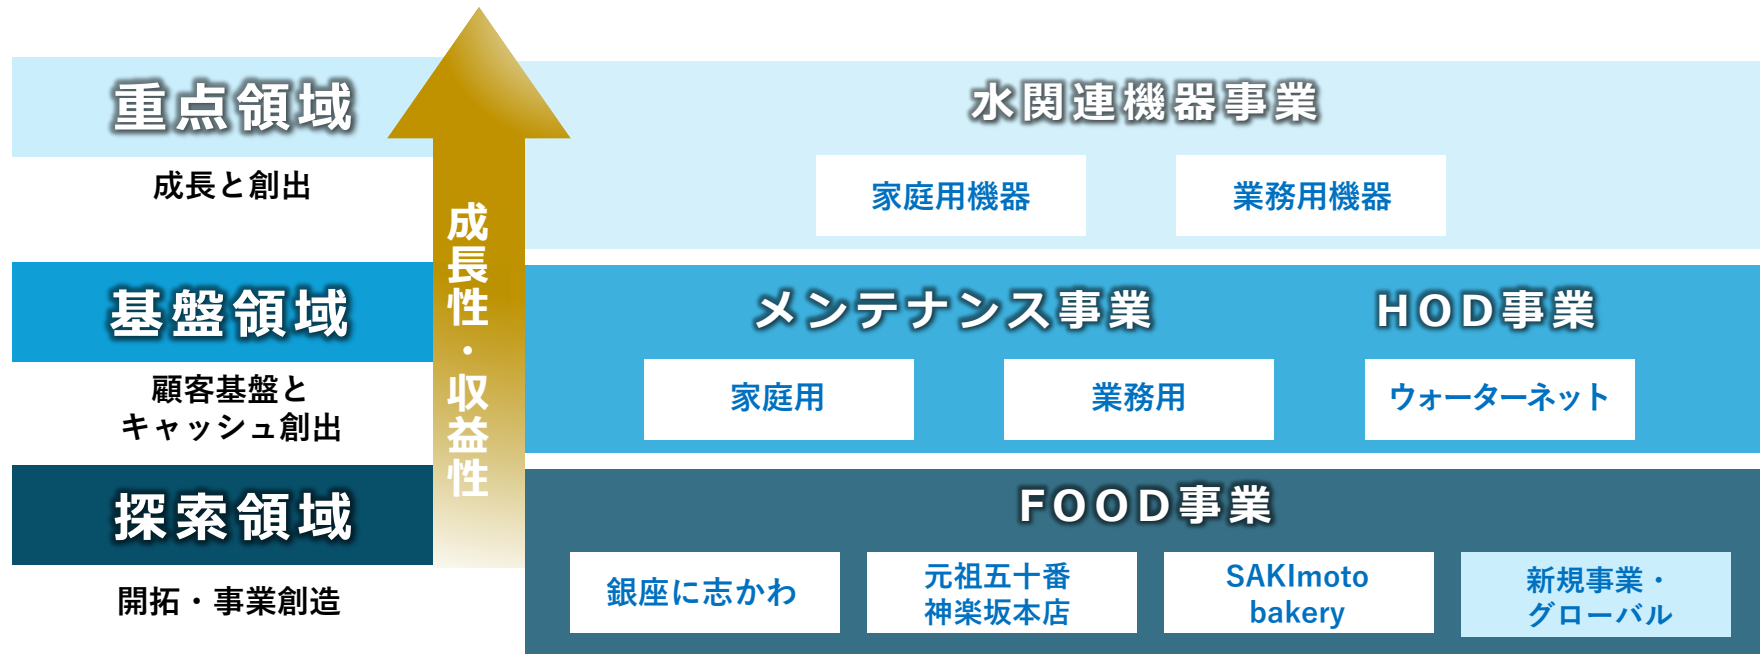 重点領域
成長と創出
水関連機器事業
家庭用機器
業務用機器
成長性・収益性
基盤領域
顧客基盤と
キャッシュ創出
メンテナンス事業
HOD事業
家庭用
業務用
ウォーターネット
探索領域
開拓・事業創造
FOOD事業
銀座に志かわ
元祖五十番
神楽坂本店
SAKImoto
bakery
新規事業・
グローバル